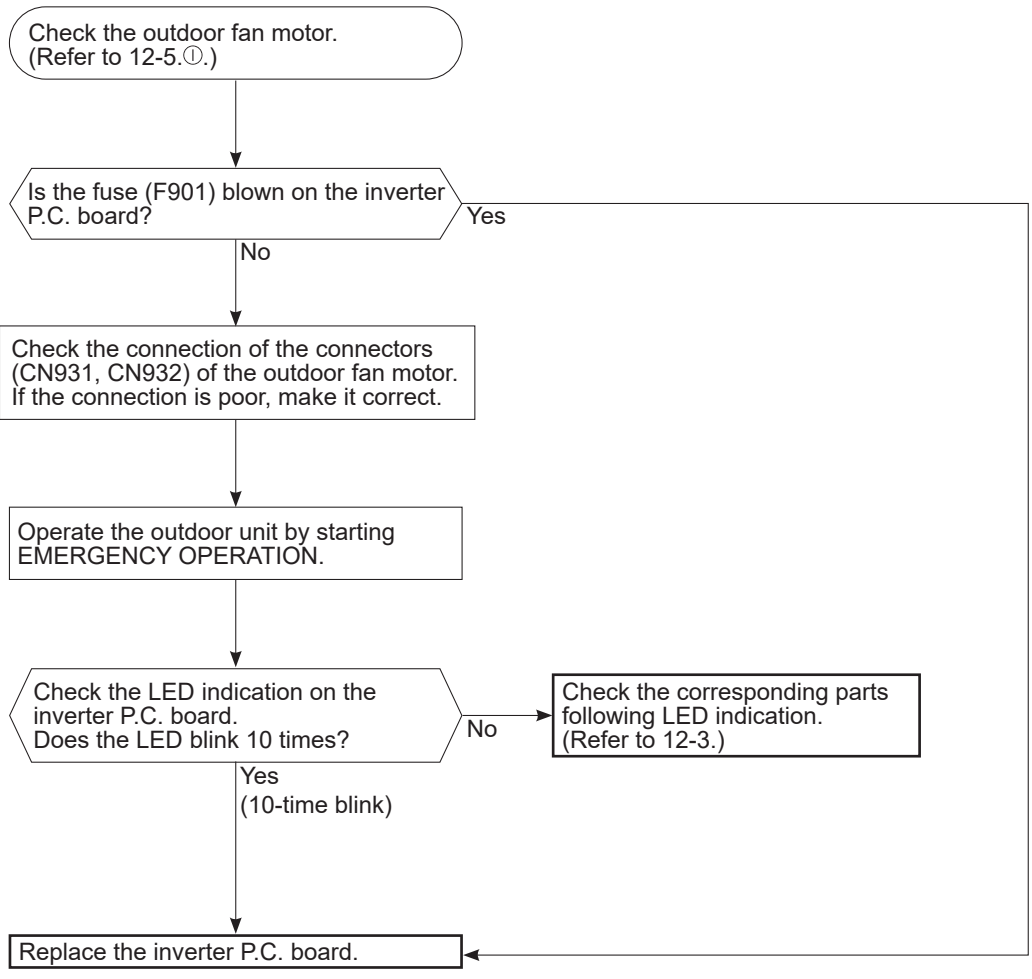 Check the outdoor fan motor.
(Refer to 12-5.Ⓘ.)
Is the fuse (F901) blown on the inverter
P.C. board?
Yes
No
Check the connection of the connectors
(CN931, CN932) of the outdoor fan motor.
If the connection is poor, make it correct.
Operate the outdoor unit by starting
EMERGENCY OPERATION.
Check the LED indication on the
inverter P.C. board.
Does the LED blink 10 times?
No
Check the corresponding parts
following LED indication.
(Refer to 12-3.)
Yes
(10-time blink)
Replace the inverter P.C. board.